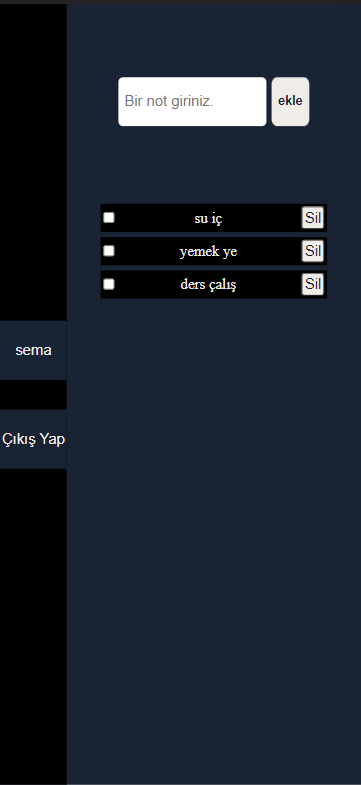 Bir not giriniz.
ekle
su iç
Sil
yemek ye
Sil
ders çalış
Sil
sema
Çıkış Yap